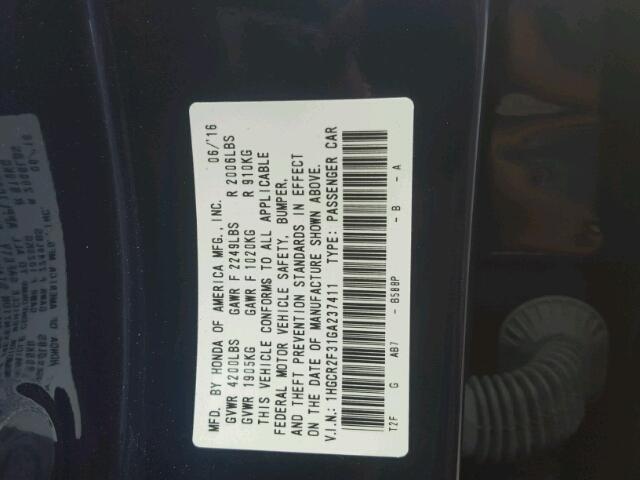 MFD. BY HONDA OF AMERICA MFG., INC. 06/'16
GVWR 4200LBS GAWR F 2249LBS R 2006LBS
GVWR 1905KG GAWR F 1020KG R 910KG
THIS VEHICLE CONFORMS TO ALL APPLICABLE
FEDERAL MOTOR VEHICLE SAFETY, BUMPER,
AND THEFT PREVENTION STANDARDS IN EFFECT
ON THE DATE OF MANUFACTURE SHOWN ABOVE.
V.I.N.: 1HGCR2F31GA237411 TYPE: PASSENGER CAR
T2F G AB7 - B588P - B - A